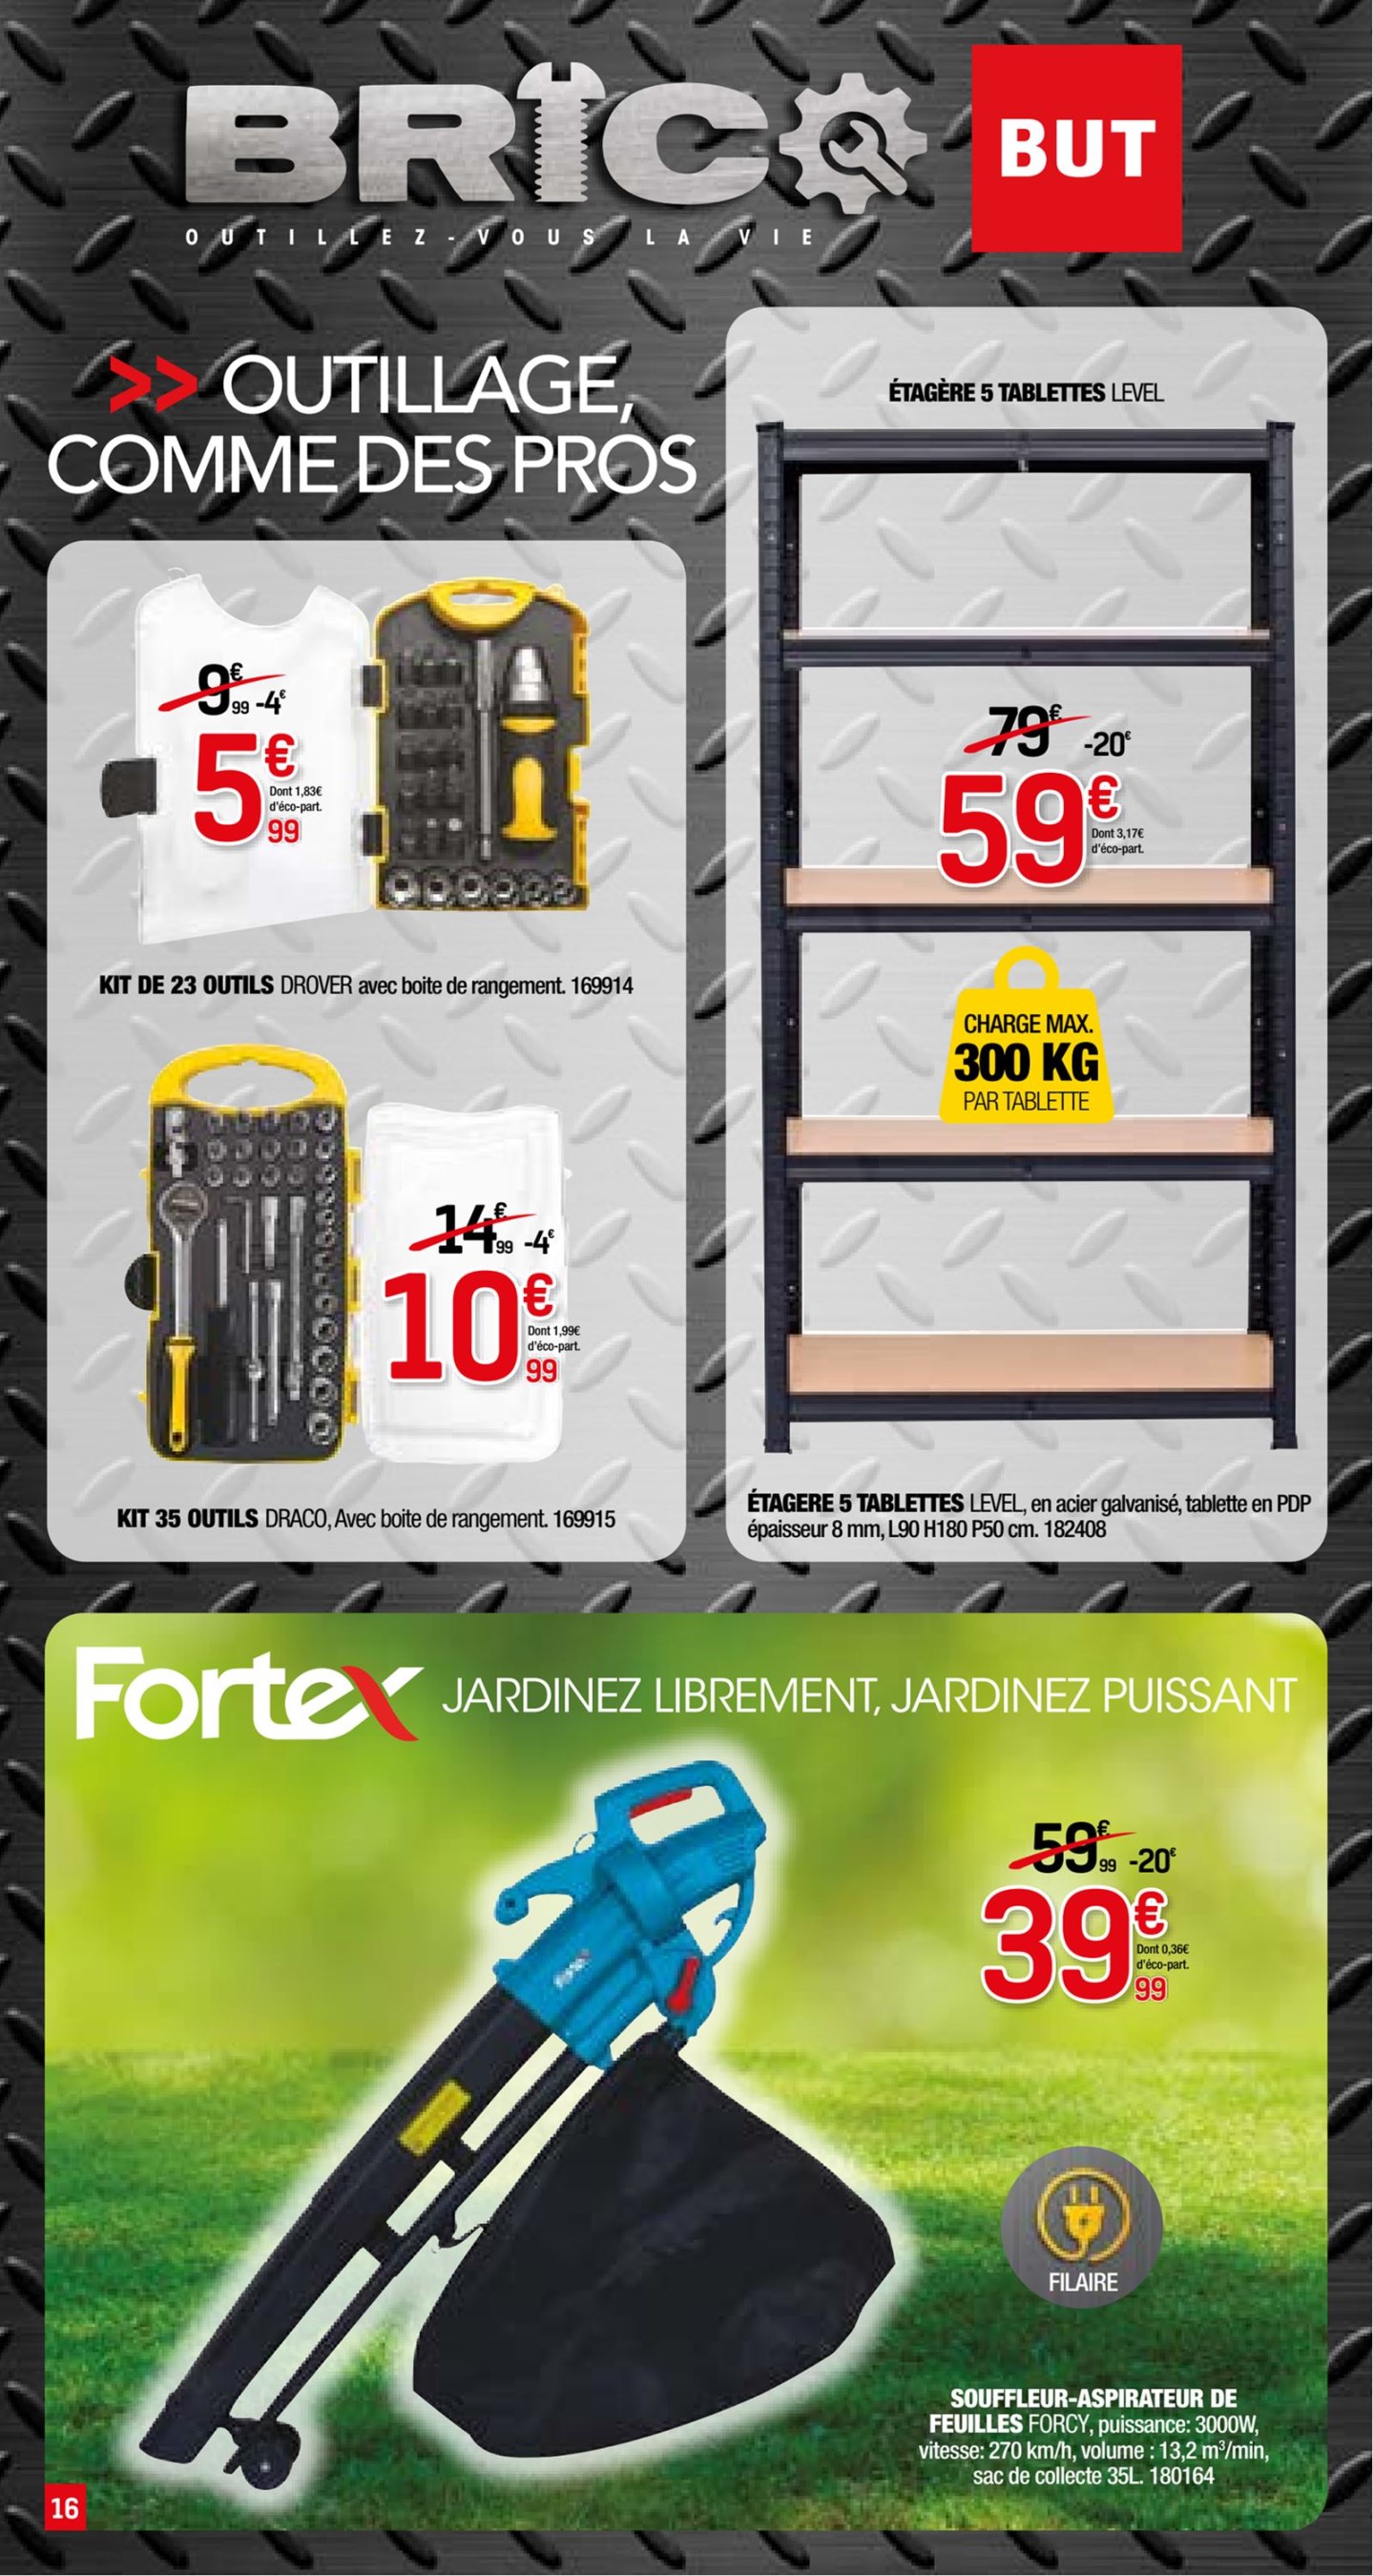 BRICO
BUT
OUTILLEZ-VOUS LA VIE
>> OUTILLAGE,
COMME DES PROS
9€99 -4€
5€99
Dont 1,83€
d'éco-part.
KIT DE 23 OUTILS DROVER avec boite de rangement. 169914
14€99 -4€
10€99
Dont 1,99€
d'éco-part.
KIT 35 OUTILS DRACO, Avec boite de rangement. 169915
ÉTAGÈRE 5 TABLETTES LEVEL
79€ -20€
59€
Dont 3,17€
d'éco-part.
CHARGE MAX.
300 KG
PAR TABLETTE
ÉTAGERE 5 TABLETTES LEVEL, en acier galvanisé, tablette en PDP
épaisseur 8 mm, L90 H180 P50 cm. 182408
Fortex JARDINEZ LIBREMENT, JARDINEZ PUISSANT
59€99 -20€
39€99
Dont 0,36€
d'éco-part.
FILAIRE
SOUFFLEUR-ASPIRATEUR DE
FEUILLES FORCY, puissance: 3000W,
vitesse: 270 km/h, volume : 13,2 m³/min,
sac de collecte 35L. 180164
16